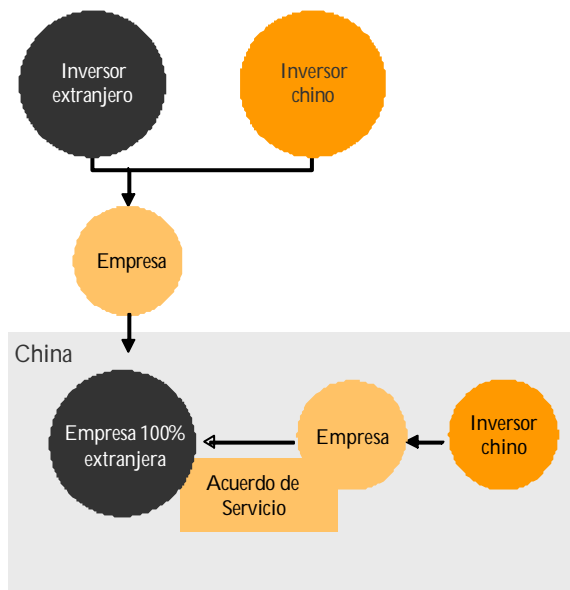 Inversor
extranjero
Inversor
chino
Empresa
China
Empresa 100%
extranjera
Empresa
Inversor
chino
Acuerdo de
Servicio